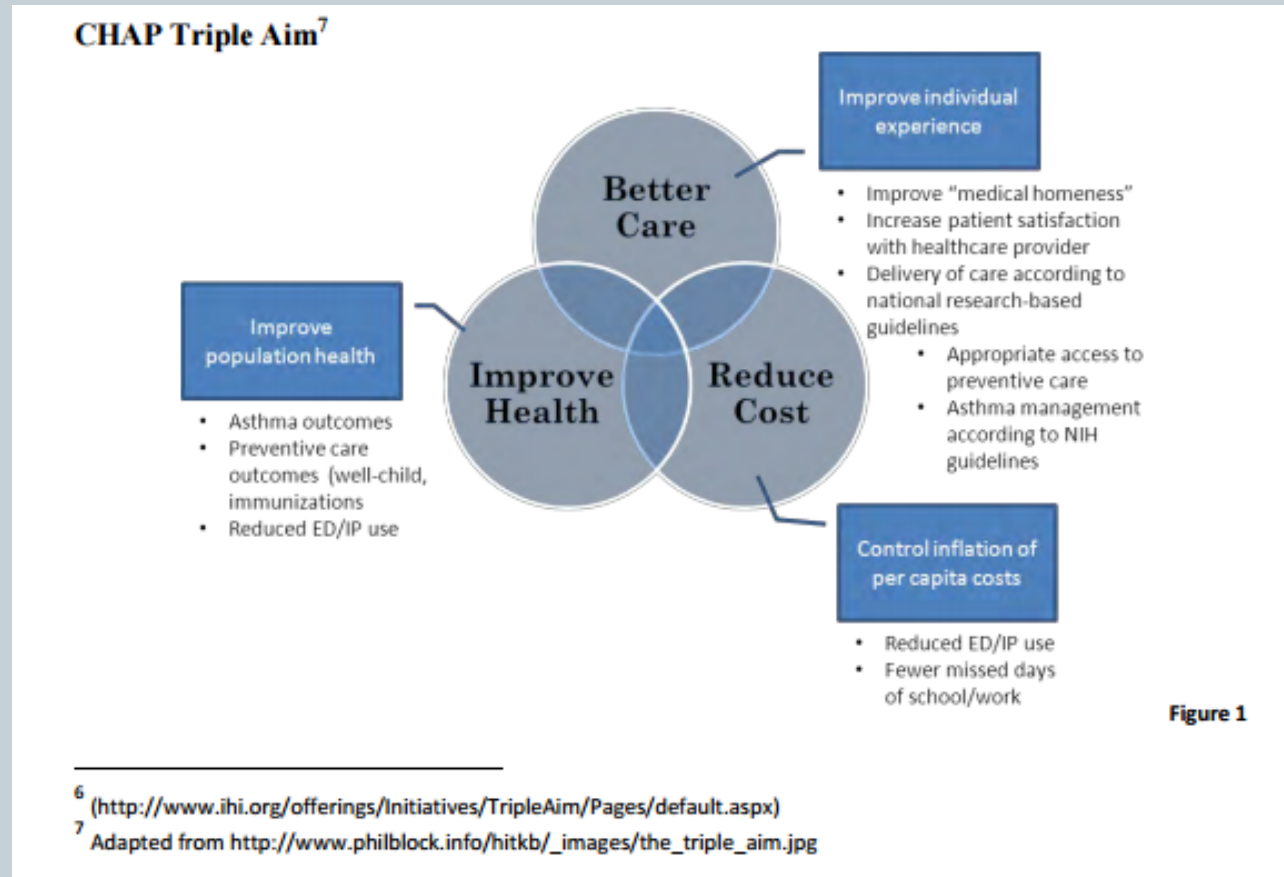 CHAP Triple Aim7
Improve individual
experience
Better
Care
• Improve “medical homeness”
• Increase patient satisfaction
with healthcare provider
• Delivery of care according to
national research-based
guidelines
• Appropriate access to
preventive care
• Asthma management
according to NIH
guidelines
Improve
population health
• Asthma outcomes
• Preventive care
outcomes (well-child,
immunizations
• Reduced ED/IP use
Improve
Health
Reduce
Cost
Control inflation of
per capita costs
• Reduced ED/IP use
• Fewer missed days
of school/work
Figure 1
6 (http://www.ihi.org/offerings/Initiatives/TripleAim/Pages/default.aspx)
7 Adapted from http://www.philblock.info/hitkb/_images/the_triple_aim.jpg